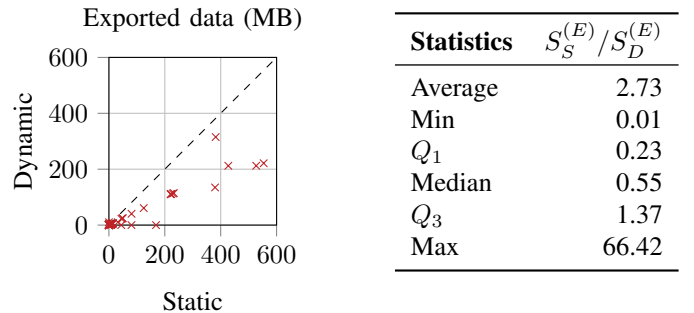 Exported data (MB)
600
400
200
0
Dynamic
0 200 400 600
Static
Statistics S_S^(E)/S_D^(E)
Average 2.73
Min 0.01
Q_1 0.23
Median 0.55
Q_3 1.37
Max 66.42